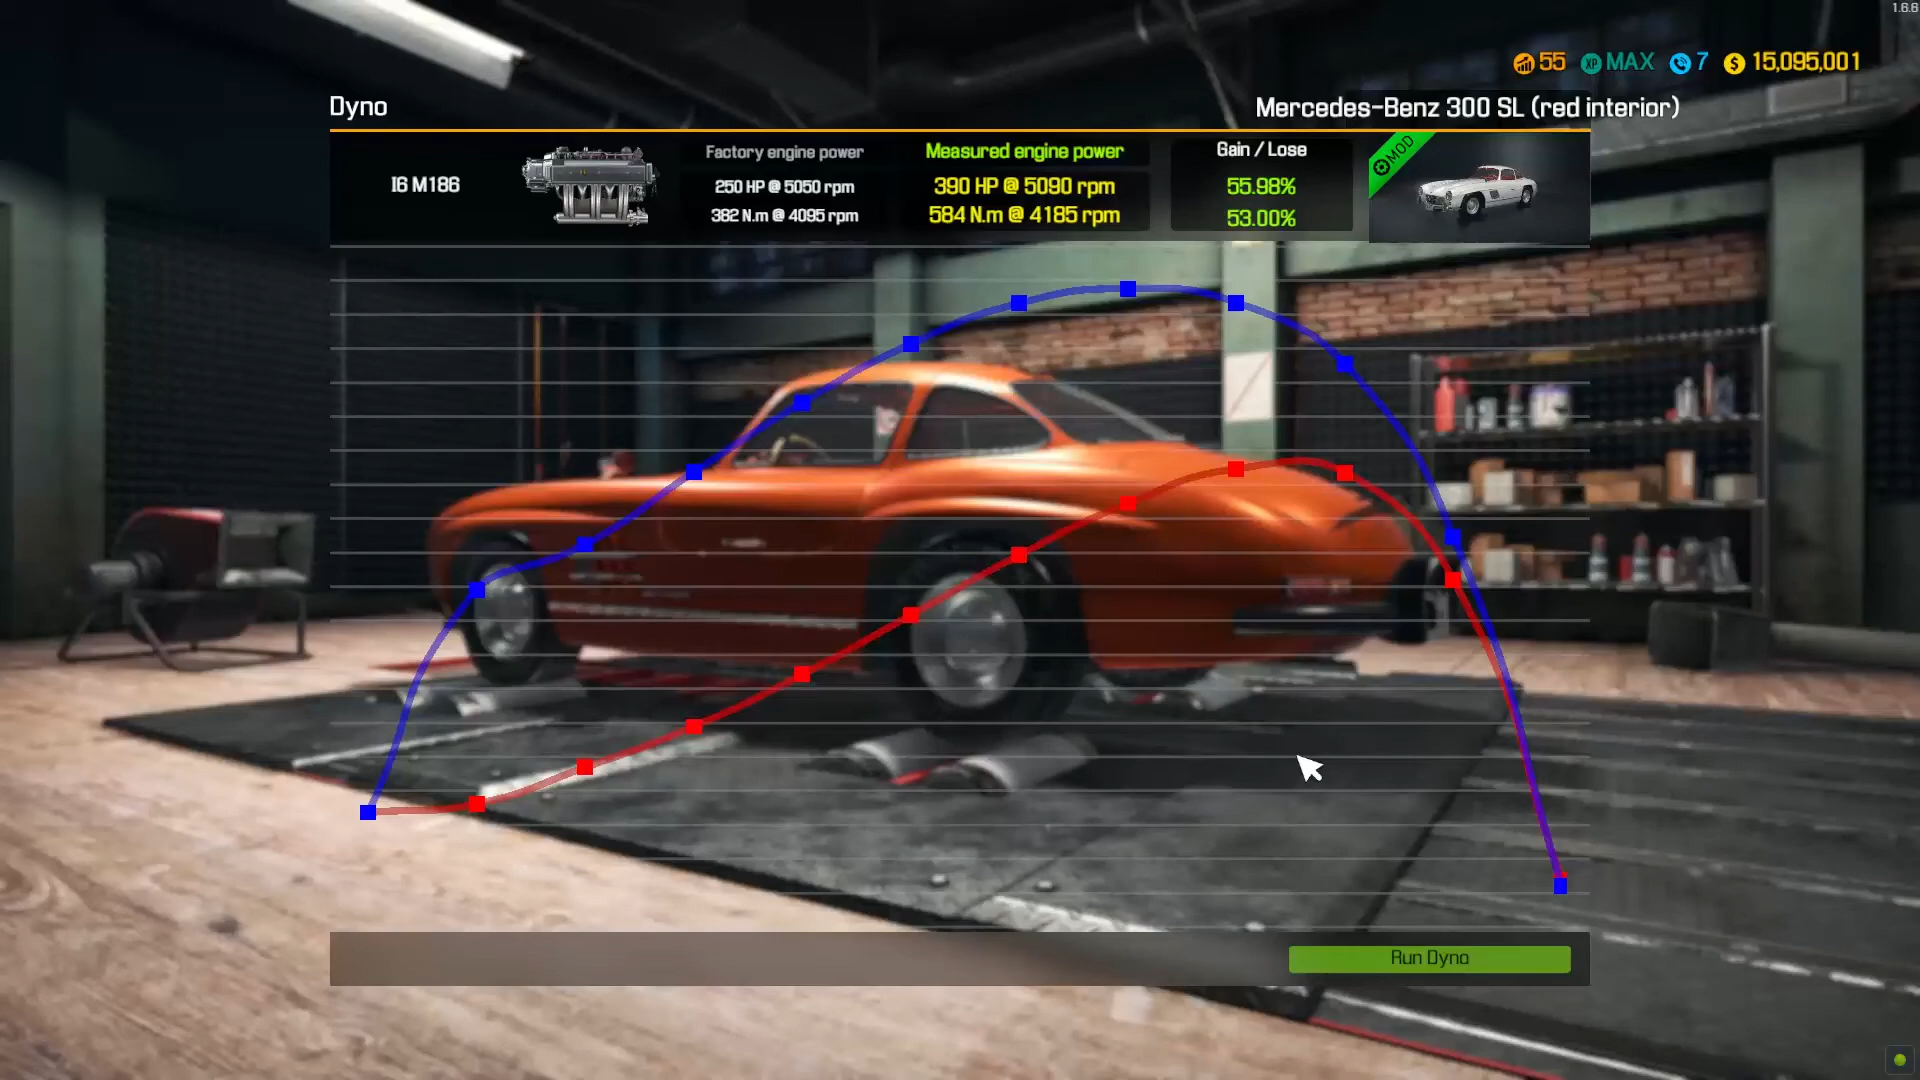 1.6.6
55 XP MAX 7 $ 15,095,001
Dyno
Mercedes-Benz 300 SL (red interior)
I6 M186
Factory engine power
250 HP @ 5050 rpm
382 N.m @ 4095 rpm
Measured engine power
390 HP @ 5090 rpm
584 N.m @ 4185 rpm
Gain / Lose
55.98%
53.00%
MOD
Run Dyno